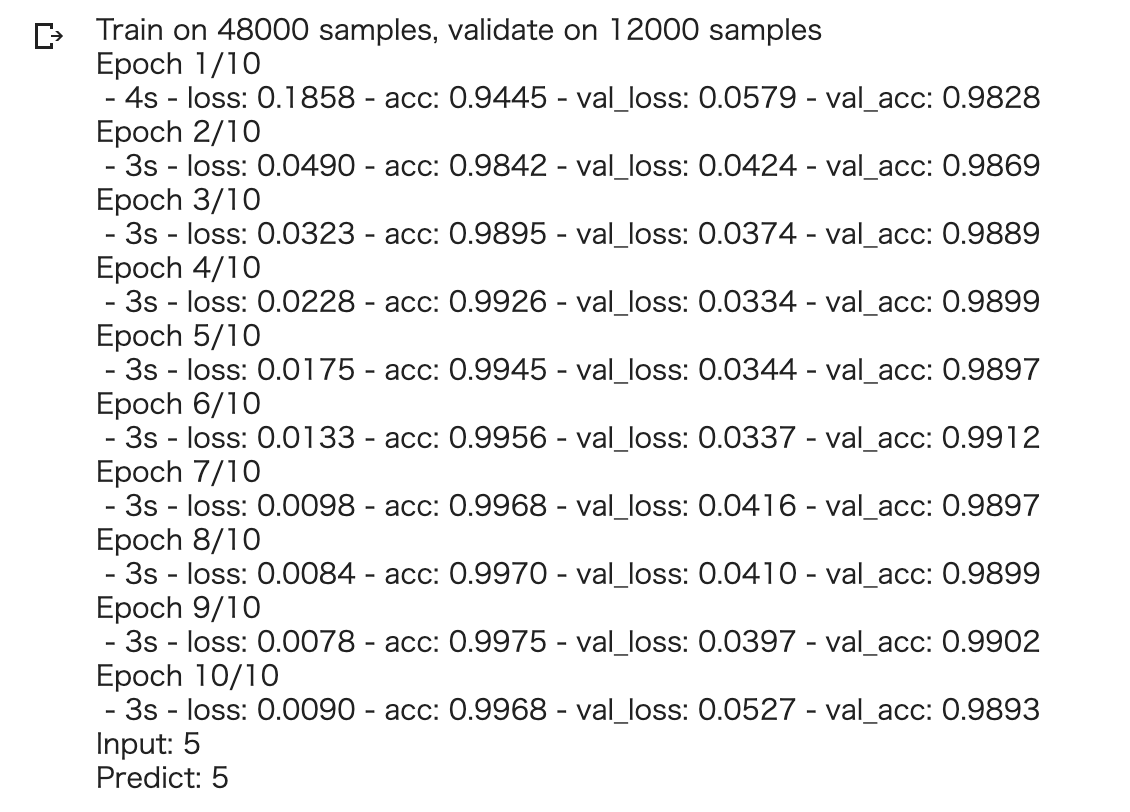 Train on 48000 samples, validate on 12000 samples
Epoch 1/10
 - 4s - loss: 0.1858 - acc: 0.9445 - val_loss: 0.0579 - val_acc: 0.9828
Epoch 2/10
 - 3s - loss: 0.0490 - acc: 0.9842 - val_loss: 0.0424 - val_acc: 0.9869
Epoch 3/10
 - 3s - loss: 0.0323 - acc: 0.9895 - val_loss: 0.0374 - val_acc: 0.9889
Epoch 4/10
 - 3s - loss: 0.0228 - acc: 0.9926 - val_loss: 0.0334 - val_acc: 0.9899
Epoch 5/10
 - 3s - loss: 0.0175 - acc: 0.9945 - val_loss: 0.0344 - val_acc: 0.9897
Epoch 6/10
 - 3s - loss: 0.0133 - acc: 0.9956 - val_loss: 0.0337 - val_acc: 0.9912
Epoch 7/10
 - 3s - loss: 0.0098 - acc: 0.9968 - val_loss: 0.0416 - val_acc: 0.9897
Epoch 8/10
 - 3s - loss: 0.0084 - acc: 0.9970 - val_loss: 0.0410 - val_acc: 0.9899
Epoch 9/10
 - 3s - loss: 0.0078 - acc: 0.9975 - val_loss: 0.0397 - val_acc: 0.9902
Epoch 10/10
 - 3s - loss: 0.0090 - acc: 0.9968 - val_loss: 0.0527 - val_acc: 0.9893
Input: 5
Predict: 5